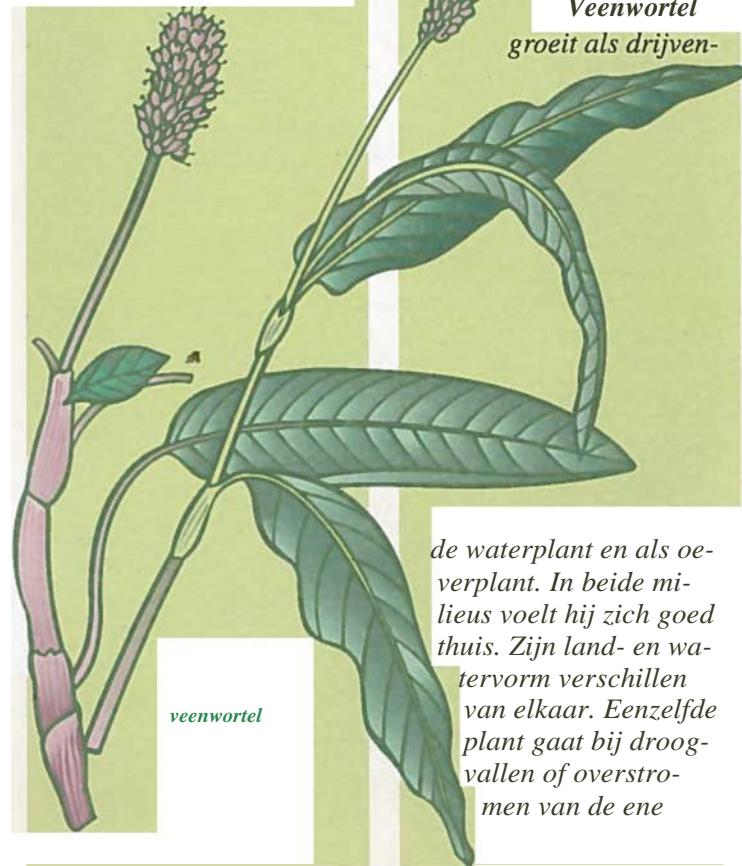 Veenwortel
groeit als drijven-
de waterplant en als oe-
verplant. In beide mi-
lieus voelt hij zich goed
thuis. Zijn land- en wa-
tervorm verschillen
van elkaar. Eenzelfde
plant gaat bij droog-
vallen of overstro-
men van de ene
veenwortel